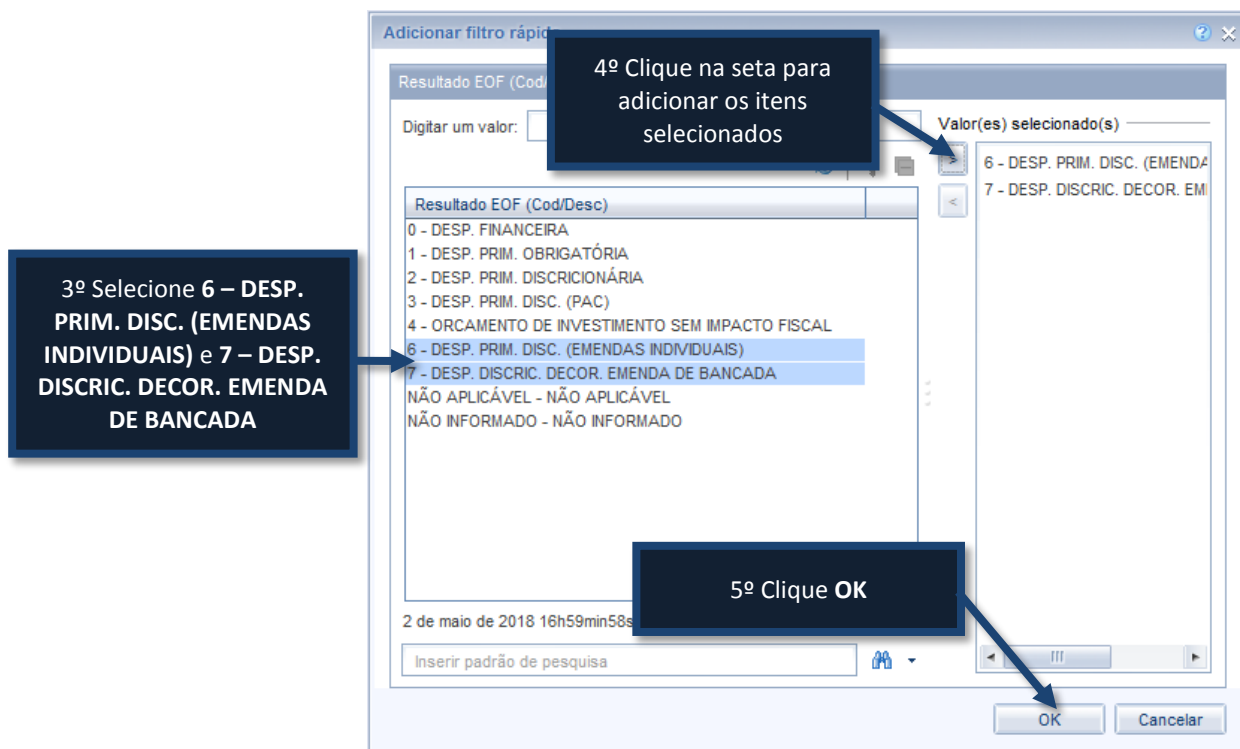 Adicionar filtro rápid
Resultado EOF (Cod/
Digitar um valor:
4º Clique na seta para
adicionar os itens
selecionados
Valor(es) selecionado(s)
>
<
6 - DESP. PRIM. DISC. (EMENDA
7 - DESP. DISCRIC. DECOR. EM
Resultado EOF (Cod/Desc)
0 - DESP. FINANCEIRA
1 - DESP. PRIM. OBRIGATÓRIA
2 - DESP. PRIM. DISCRICIONÁRIA
3 - DESP. PRIM. DISC. (PAC)
4 - ORCAMENTO DE INVESTIMENTO SEM IMPACTO FISCAL
6 - DESP. PRIM. DISC. (EMENDAS INDIVIDUAIS)
7 - DESP. DISCRIC. DECOR. EMENDA DE BANCADA
NÃO APLICÁVEL - NÃO APLICÁVEL
NÃO INFORMADO - NÃO INFORMADO
3º Selecione 6 – DESP.
PRIM. DISC. (EMENDAS
INDIVIDUAIS) e 7 – DESP.
DISCRIC. DECOR. EMENDA
DE BANCADA
5º Clique OK
2 de maio de 2018 16h59min58s
Inserir padrão de pesquisa
OK
Cancelar